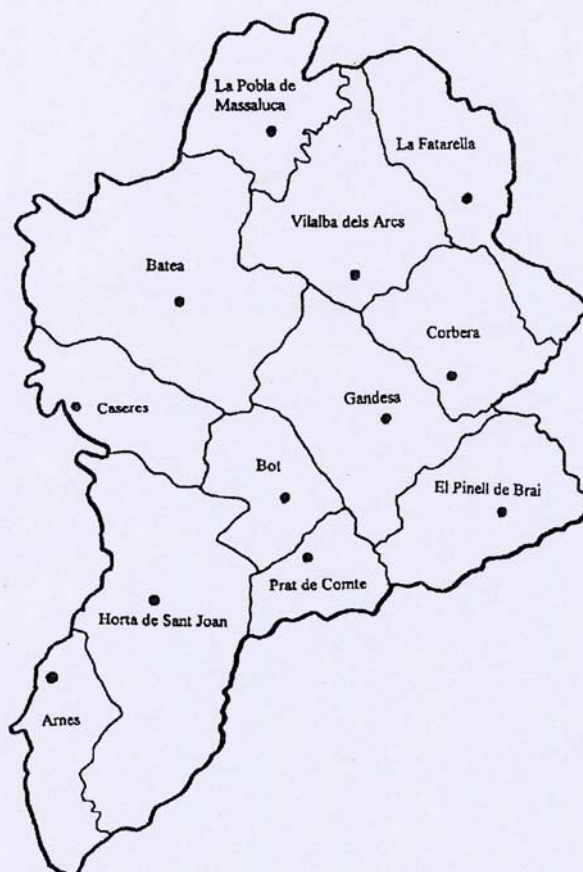 La Pobla de
Massaluca
La Fatarella
Vilalba dels Arcs
Batea
Corbera
Caseres
Gandesa
Bot
El Pinell de Brai
Prat de Comte
Horta de Sant Joan
Arnes